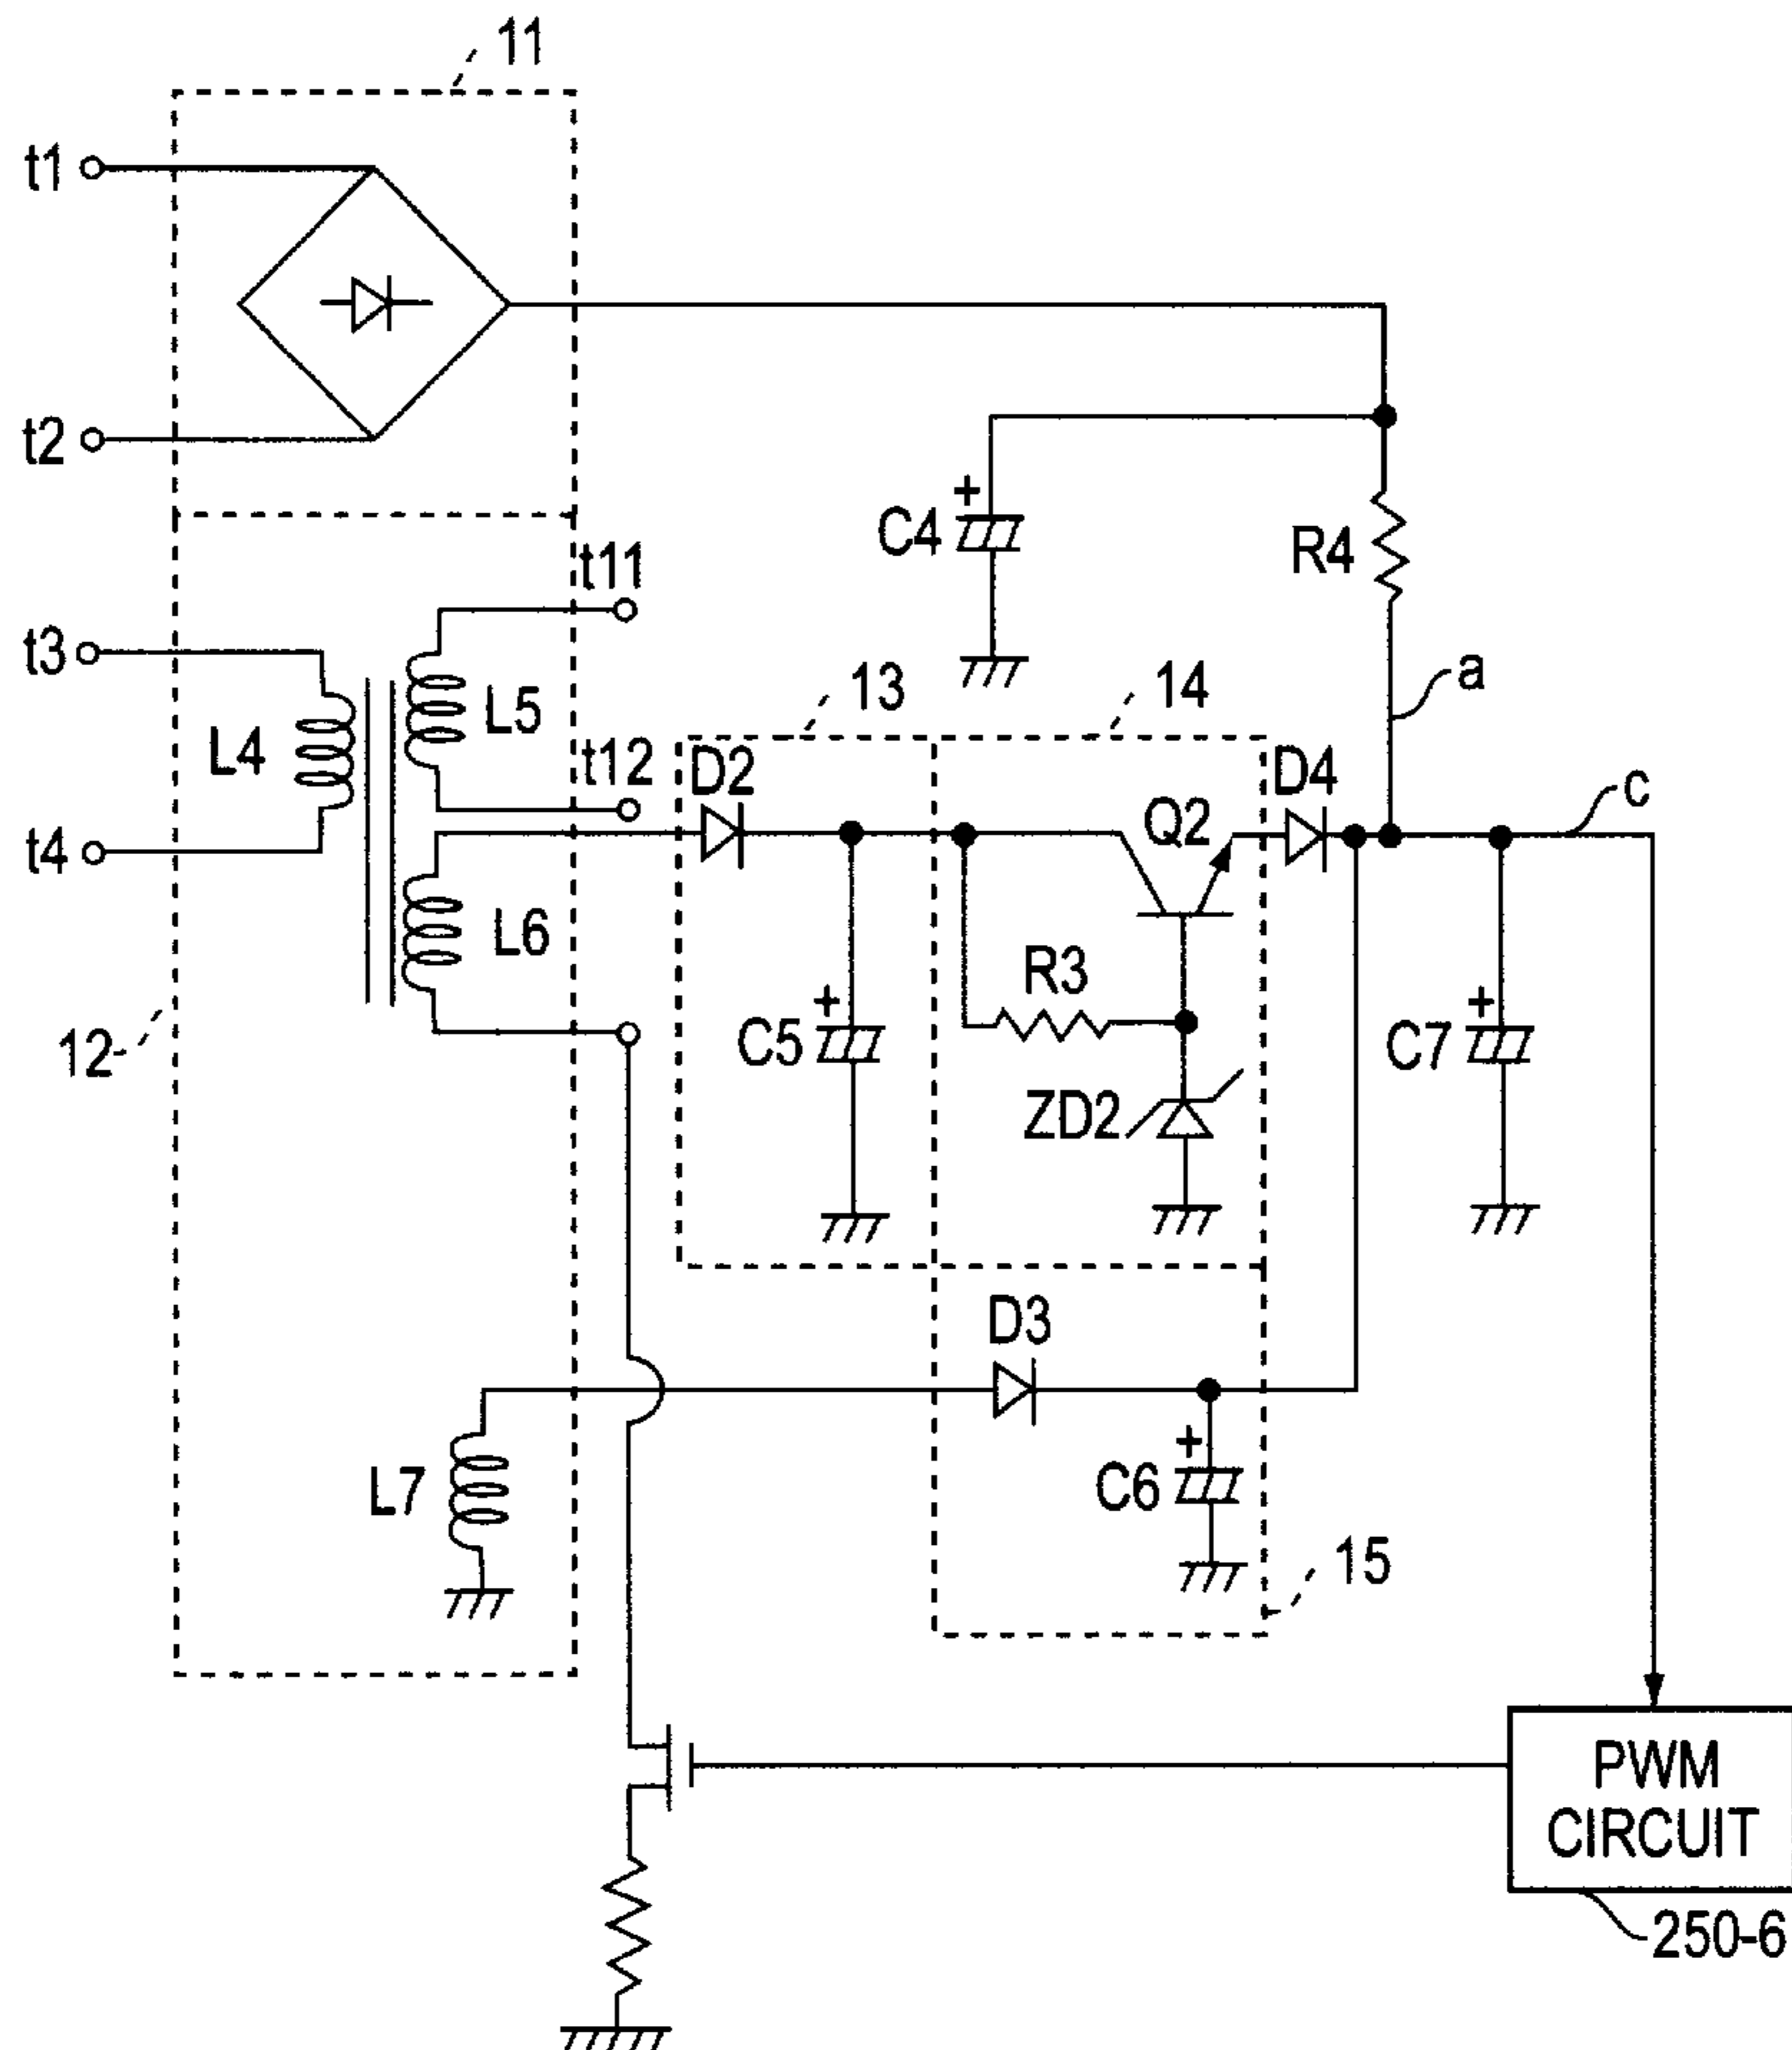 11
t1
t2
C4
+
R4
t11
t3
a
13
14
L4
L5
t12
D2
D4
c
Q2
t4
L6
R3
+
+
12
C5
C7
ZD2
D3
+
L7
C6
15
PWM
CIRCUIT
250-6